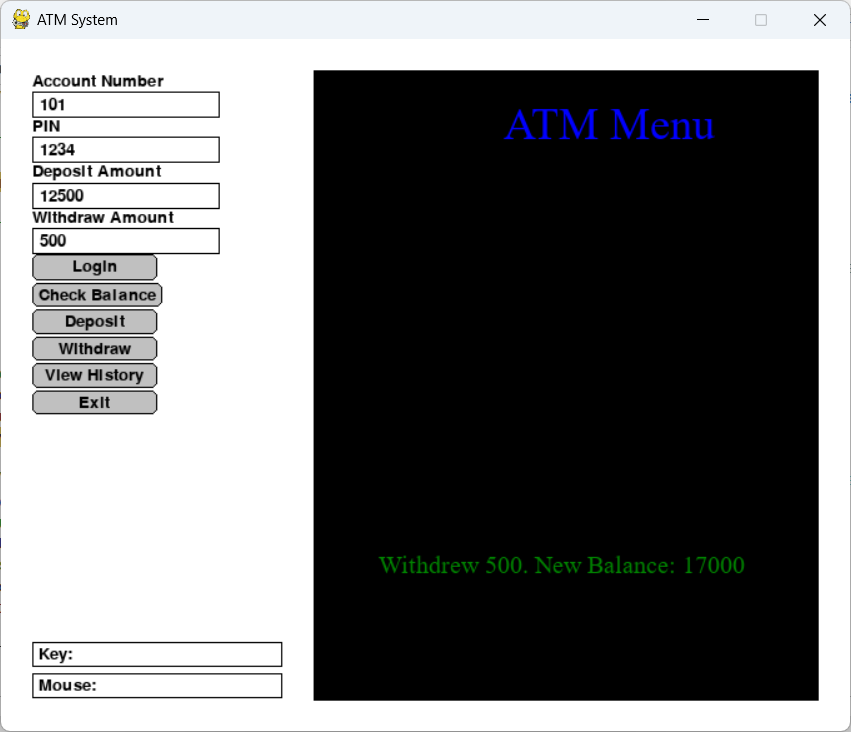 ATM System
Account Number
101
PIN
1234
Deposit Amount
12500
Withdraw Amount
500
Login
Check Balance
Deposit
Withdraw
View History
Exit
Key:
Mouse:
ATM Menu
Withdrew 500. New Balance: 17000